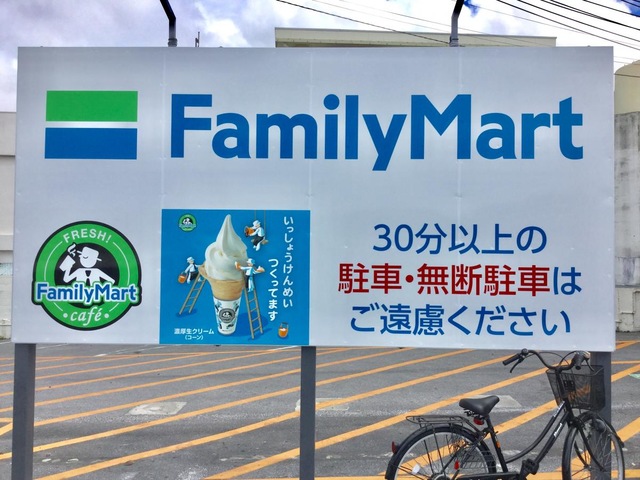 FamilyMart
FRESH!
FamilyMart
café
いっしょうけんめい
つくってます
濃厚生クリーム
(コーン)
30分以上の
駐車・無断駐車は
ご遠慮ください